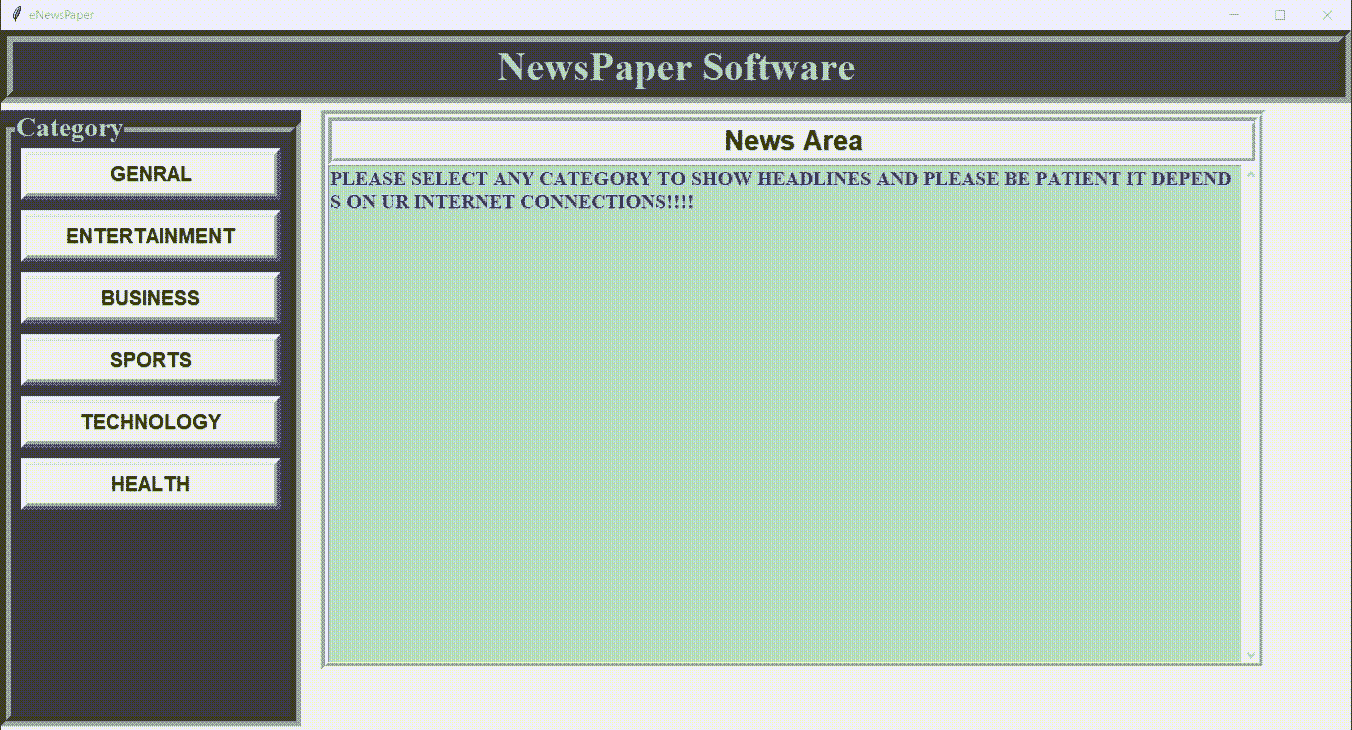 eNewsPaper
NewsPaper Software
Category
GENRAL
ENTERTAINMENT
BUSINESS
SPORTS
TECHNOLOGY
HEALTH
News Area
PLEASE SELECT ANY CATEGORY TO SHOW HEADLINES AND PLEASE BE PATIENT IT DEPEND
S ON UR INTERNET CONNECTIONS!!!!